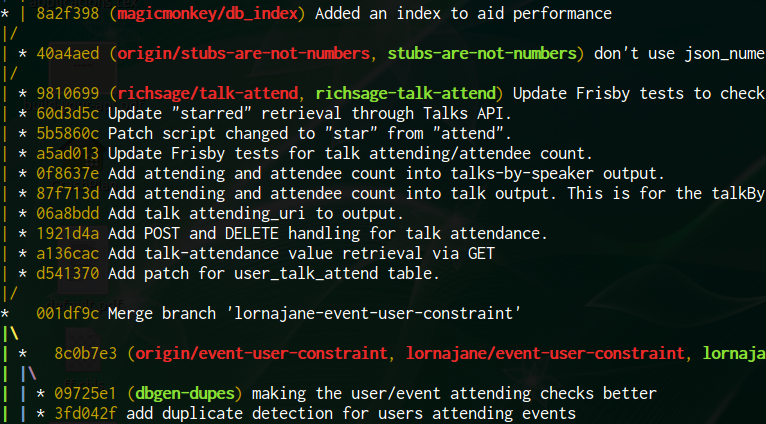 * | 8a2f398 (magicmonkey/db_index) Added an index to aid performance
|/
| * 40a4aed (origin/stubs-are-not-numbers, stubs-are-not-numbers) don't use json_nume
|/
| * 9810699 (richsage/talk-attend, richsage-talk-attend) Update Frisby tests to check
| * 60d3d5c Update "starred" retrieval through Talks API.
| * 5b5860c Patch script changed to "star" from "attend".
| * a5ad013 Update Frisby tests for talk attending/attendee count.
| * 0f8637e Add attending and attendee count into talks-by-speaker output.
| * 87f713d Add attending and attendee count into talk output. This is for the talkBy
| * 06a8bdd Add talk attending_uri to output.
| * 1921d4a Add POST and DELETE handling for talk attendance.
| * a136cac Add talk-attendance value retrieval via GET
| * d541370 Add patch for user_talk_attend table.
|/
*   001df9c Merge branch 'lornajane-event-user-constraint'
|\
| *   8c0b7e3 (origin/event-user-constraint, lornajane/event-user-constraint, lornaja
| |\
| | * 09725e1 (dbgen-dupes) making the user/event attending checks better
| | * 3fd042f add duplicate detection for users attending events